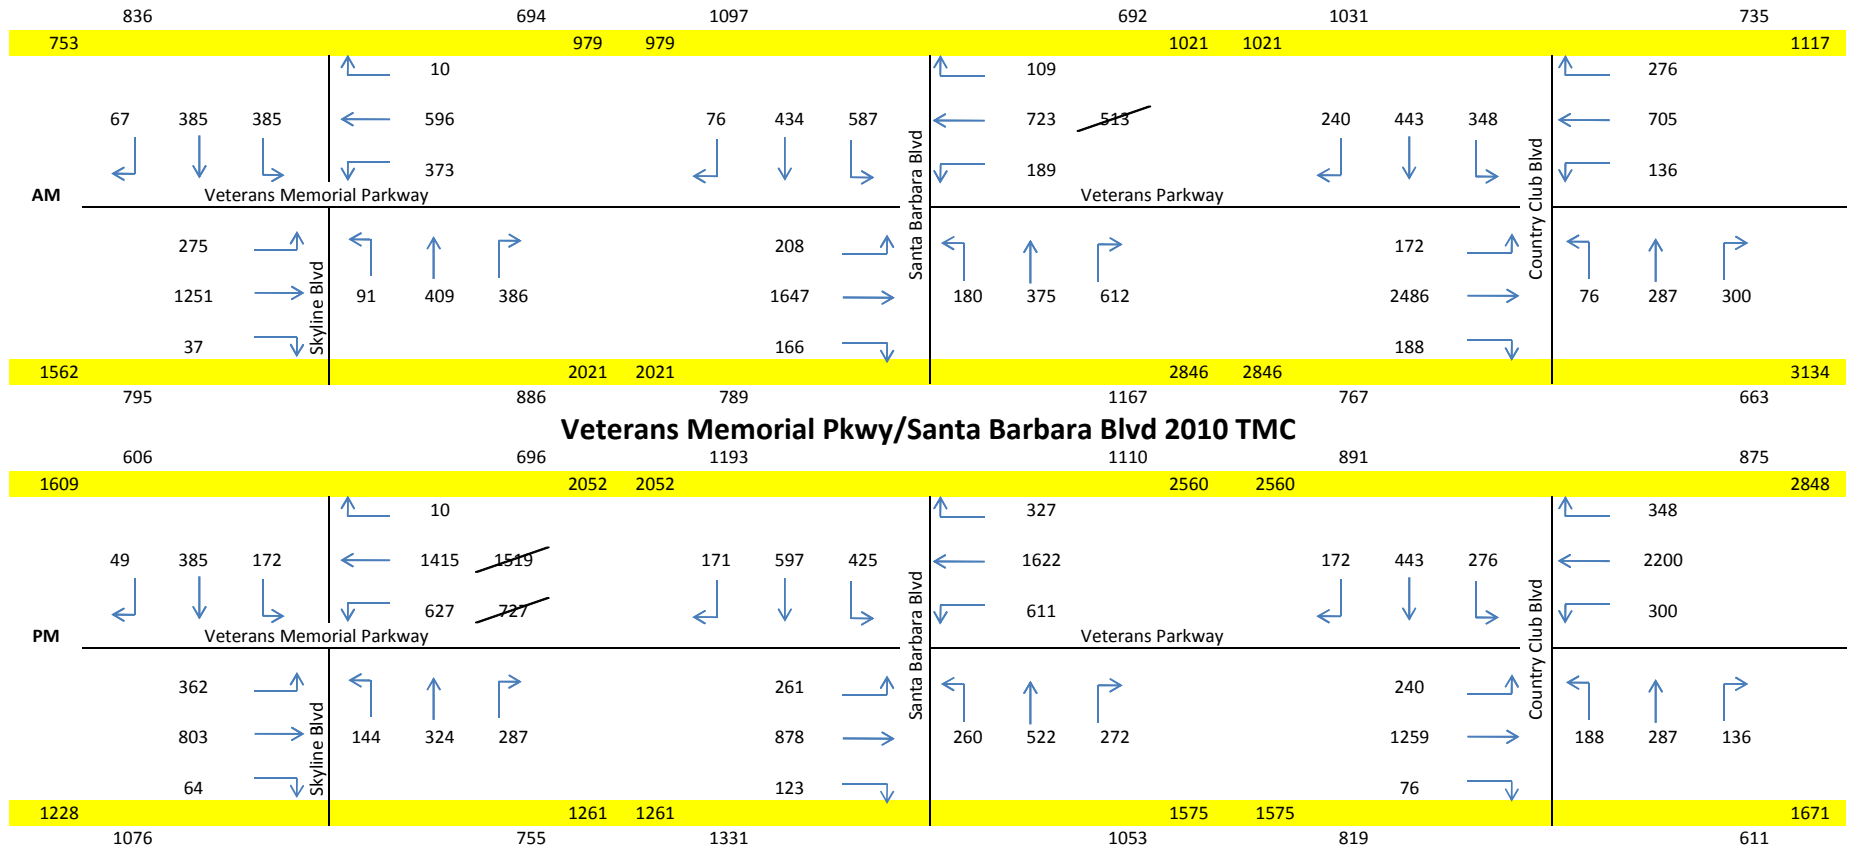 836 694 1097 692 1031 735
753 979 979 1021 1021 1117
10 109 276
67 385 385 596 76 434 587 723 513 240 443 348 705
373 189 136
AM Veterans Memorial Parkway Santa Barbara Blvd Veterans Parkway Country Club Blvd
275 208 172
Skyline Blvd
1251 91 409 386 1647 180 375 612 2486 76 287 300
37 166 188
1562 2021 2021 2846 2846 3134
795 886 789 1167 767 663
Veterans Memorial Pkwy/Santa Barbara Blvd 2010 TMC
606 696 1193 1110 891 875
1609 2052 2052 2560 2560 2848
10 327 348
49 385 172 1415 1519 171 597 425 1622 172 443 276 2200
627 727 611 300
PM Veterans Memorial Parkway Santa Barbara Blvd Veterans Parkway Country Club Blvd
362 261 240
Skyline Blvd
803 144 324 287 878 260 522 272 1259 188 287 136
64 123 76
1228 1261 1261 1575 1575 1671
1076 755 1331 1053 819 611